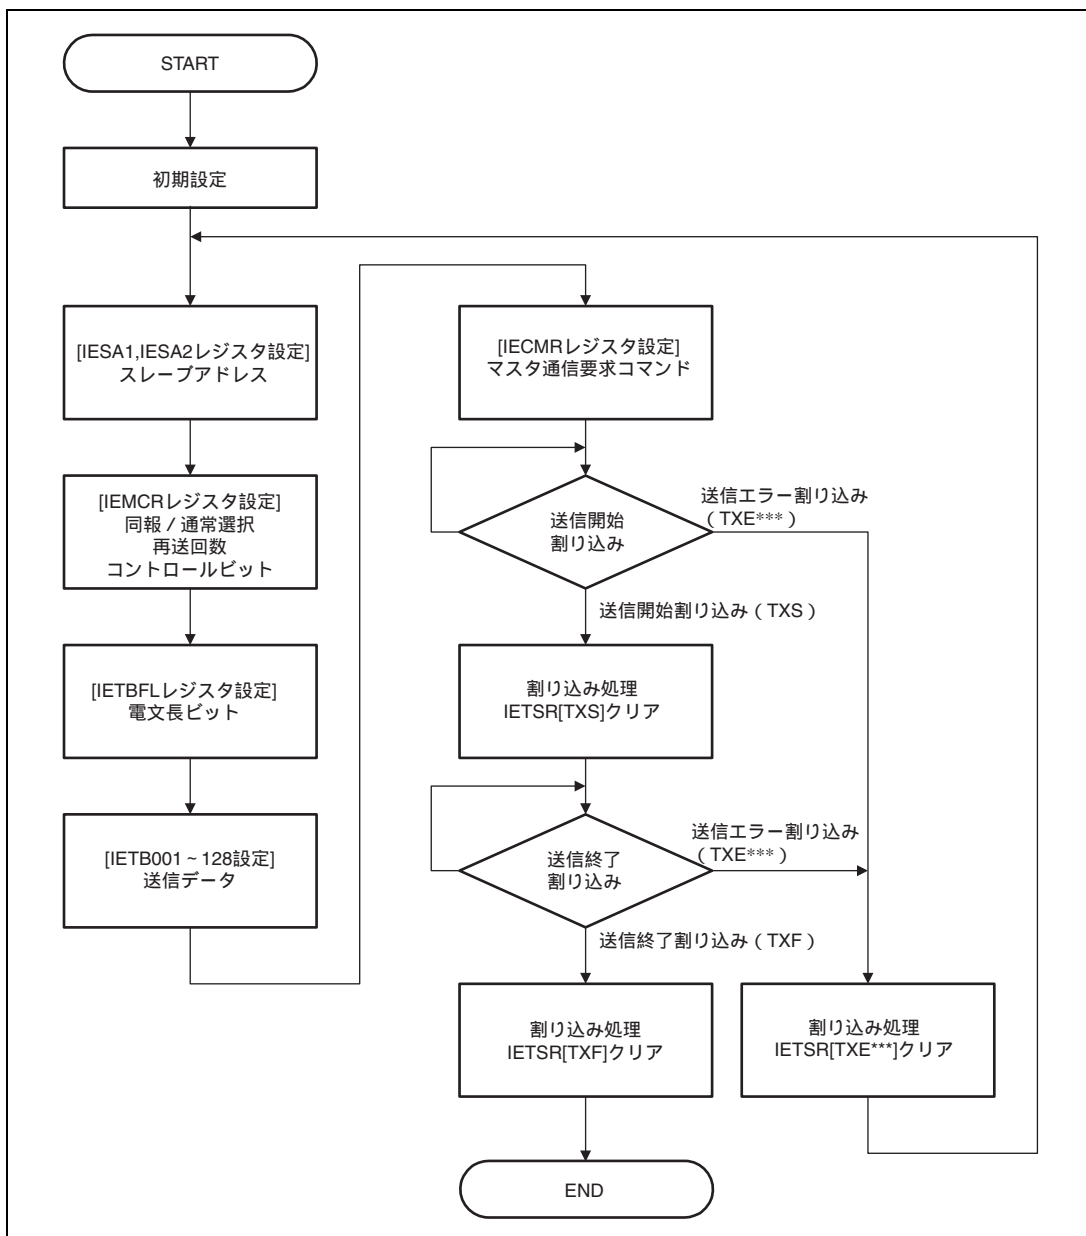 START
初期設定
[IESA1,IESA2レジスタ設定]
スレーブアドレス
[IEMCRレジスタ設定]
同報 / 通常選択
再送回数
コントロールビット
[IETBFLレジスタ設定]
電文長ビット
[IETB001 ~ 128設定]
送信データ
[IECMRレジスタ設定]
マスタ通信要求コマンド
送信開始
割り込み
送信エラー割り込み
( TXE*** )
送信開始割り込み ( TXS )
割り込み処理
IETSR[TXS]クリア
送信終了
割り込み
送信エラー割り込み
( TXE*** )
送信終了割り込み ( TXF )
割り込み処理
IETSR[TXF]クリア
割り込み処理
IETSR[TXE***]クリア
END